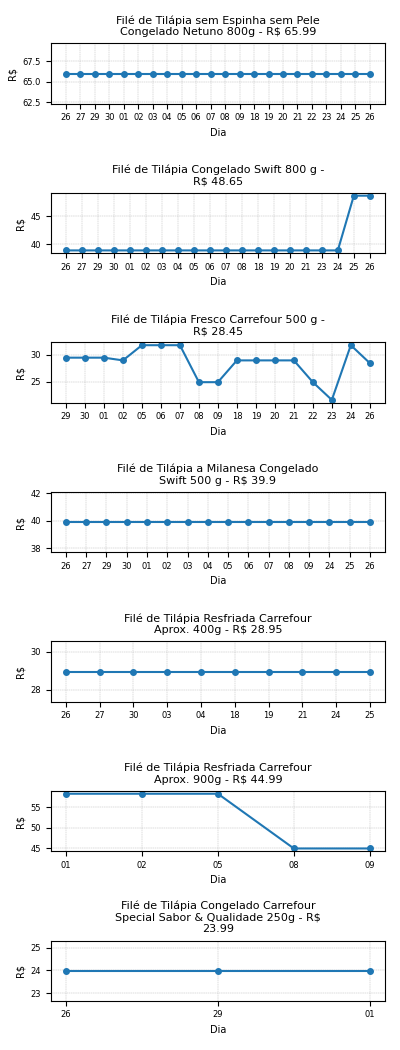 Filé de Tilápia sem Espinha sem Pele
Congelado Netuno 800g - R$ 65.99
R$
67.5
65.0
62.5
26 27 29 30 01 02 03 04 05 06 07 08 09 18 19 20 21 22 23 24 25 26
Dia
Filé de Tilápia Congelado Swift 800 g -
R$ 48.65
R$
45
40
26 27 29 30 01 02 03 04 05 06 07 08 09 18 19 20 21 22 23 24 25 26
Dia
Filé de Tilápia Fresco Carrefour 500 g -
R$ 28.45
R$
30
25
29 30 01 02 05 06 07 08 09 18 19 20 21 22 23 24 26
Dia
Filé de Tilápia a Milanesa Congelado
Swift 500 g - R$ 39.9
R$
42
40
38
26 27 29 30 01 02 03 04 05 06 07 08 09 24 25 26
Dia
Filé de Tilápia Resfriada Carrefour
Aprox. 400g - R$ 28.95
R$
30
28
26 27 30 03 04 18 19 21 24 25
Dia
Filé de Tilápia Resfriada Carrefour
Aprox. 900g - R$ 44.99
R$
55
50
45
01 02 05 08 09
Dia
Filé de Tilápia Congelado Carrefour
Special Sabor & Qualidade 250g - R$
23.99
R$
25
24
23
26 29 01
Dia